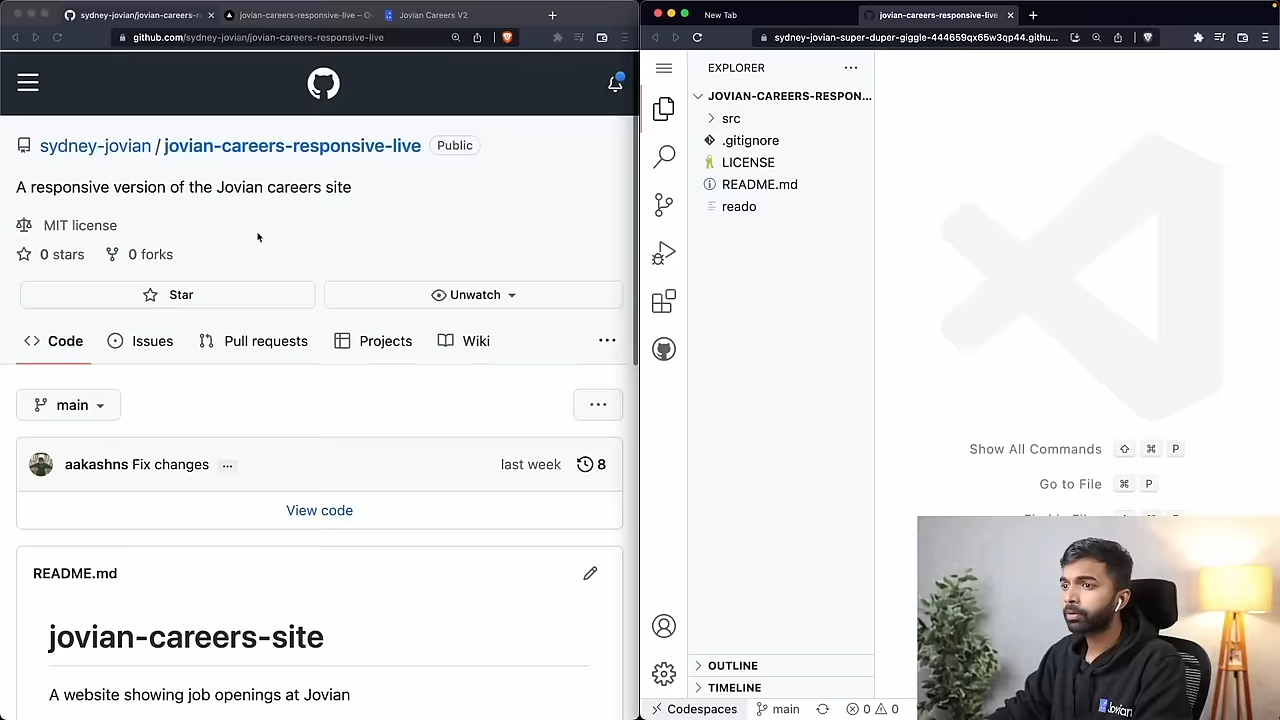 sydney-jovian/jovian-careers-r
jovian-careers-responsive-live – O
Jovian Careers V2
github.com/sydney-jovian/jovian-careers-responsive-live
sydney-jovian / jovian-careers-responsive-live
Public
A responsive version of the Jovian careers site
MIT license
0 stars
0 forks
Star
Unwatch
Code
Issues
Pull requests
Projects
Wiki
main
aakashns Fix changes
last week
8
View code
README.md
jovian-careers-site
A website showing job openings at Jovian
New Tab
jovian-careers-responsive-live
sydney-jovian-super-duper-giggle-444659qx65w3qp44.githu...
EXPLORER
JOVIAN-CAREERS-RESPON...
src
.gitignore
LICENSE
README.md
reado
Show All Commands ⇧ ⌘ P
Go to File ⌘ P
OUTLINE
TIMELINE
Codespaces
main
0
0
Jovian